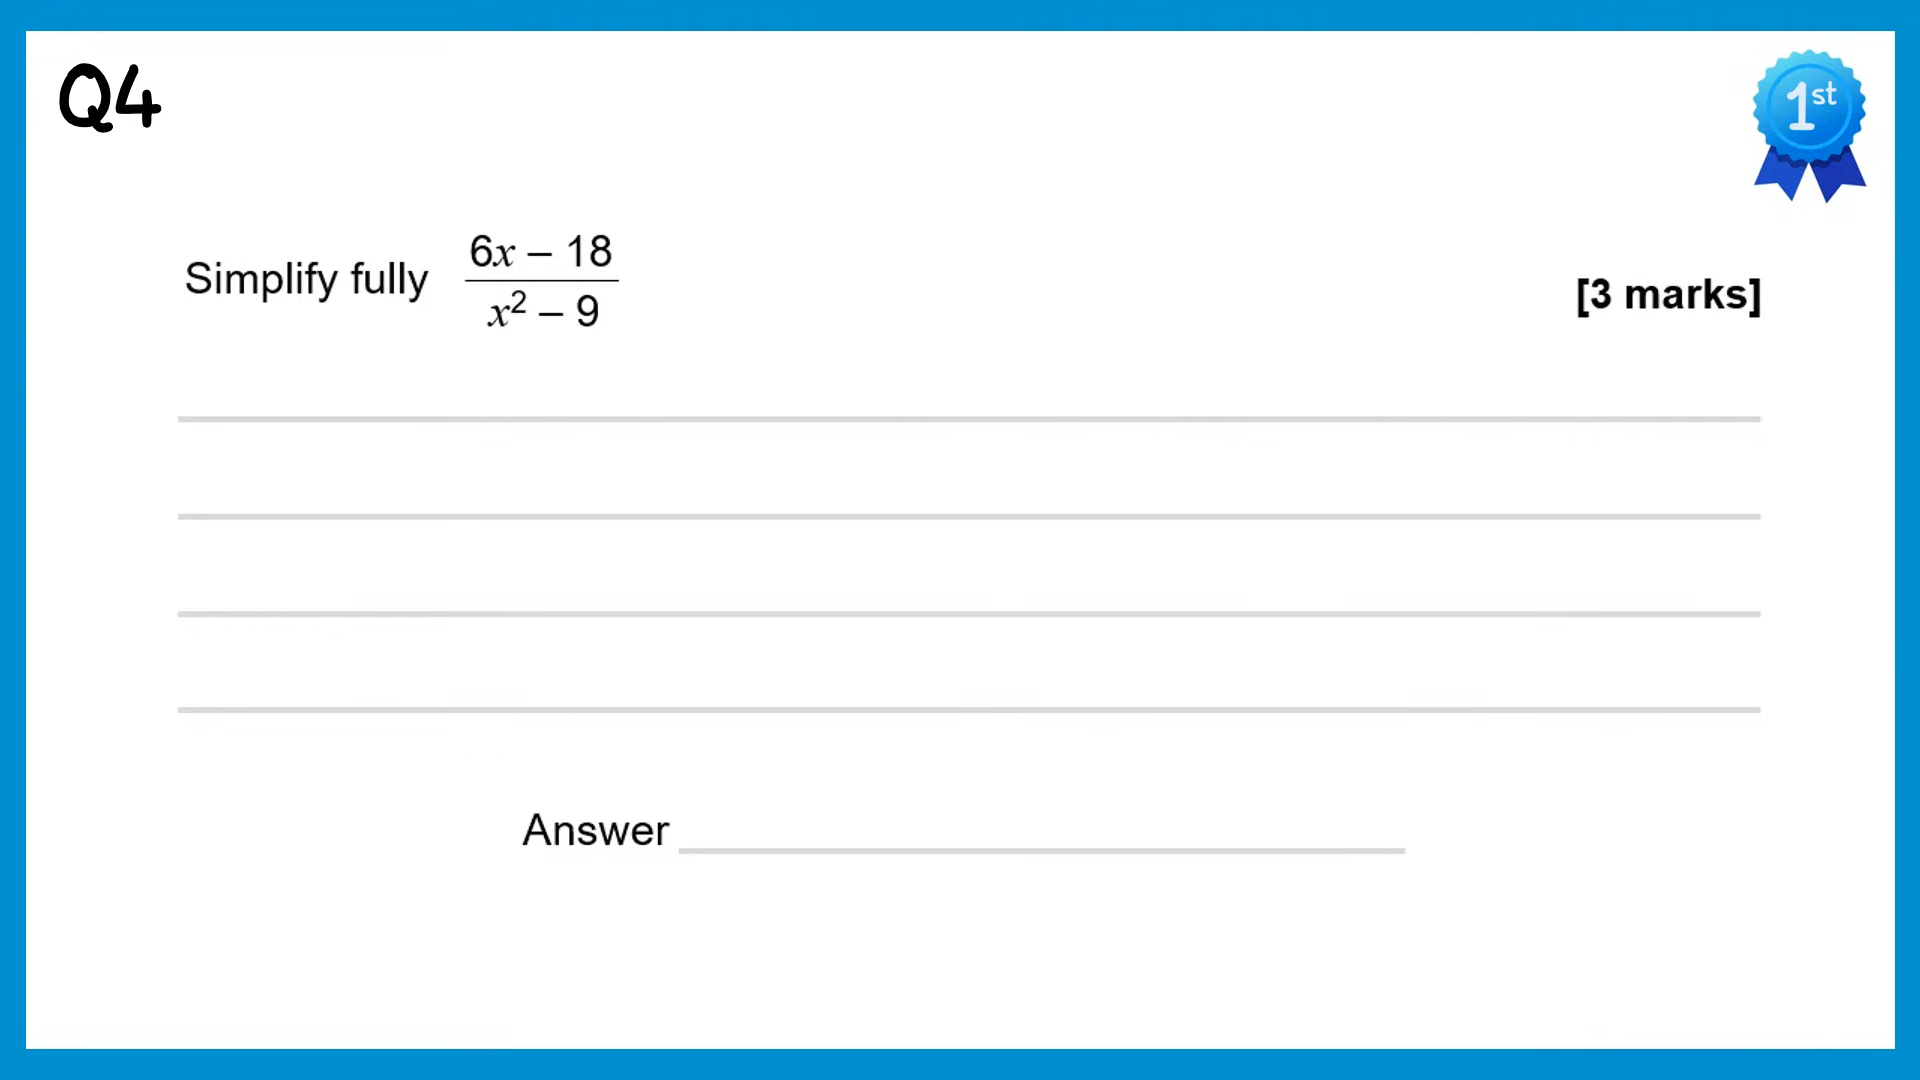 Q4
1st
Simplify fully 6x – 18 / x² – 9
[3 marks]
Answer